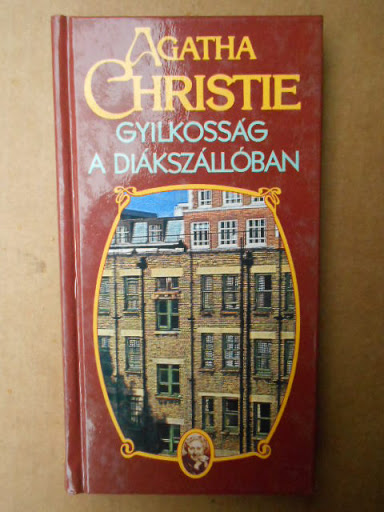 AGATHA
CHRISTIE
GYILKOSSÁG
A DIÁKSZÁLLÓBAN